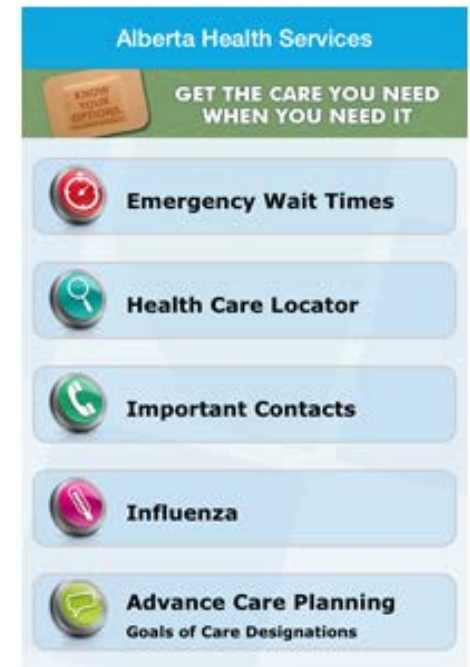 Alberta Health Services
KNOW
YOUR
OPTIONS
GET THE CARE YOU NEED
WHEN YOU NEED IT
Emergency Wait Times
Health Care Locator
Important Contacts
Influenza
Advance Care Planning
Goals of Care Designations